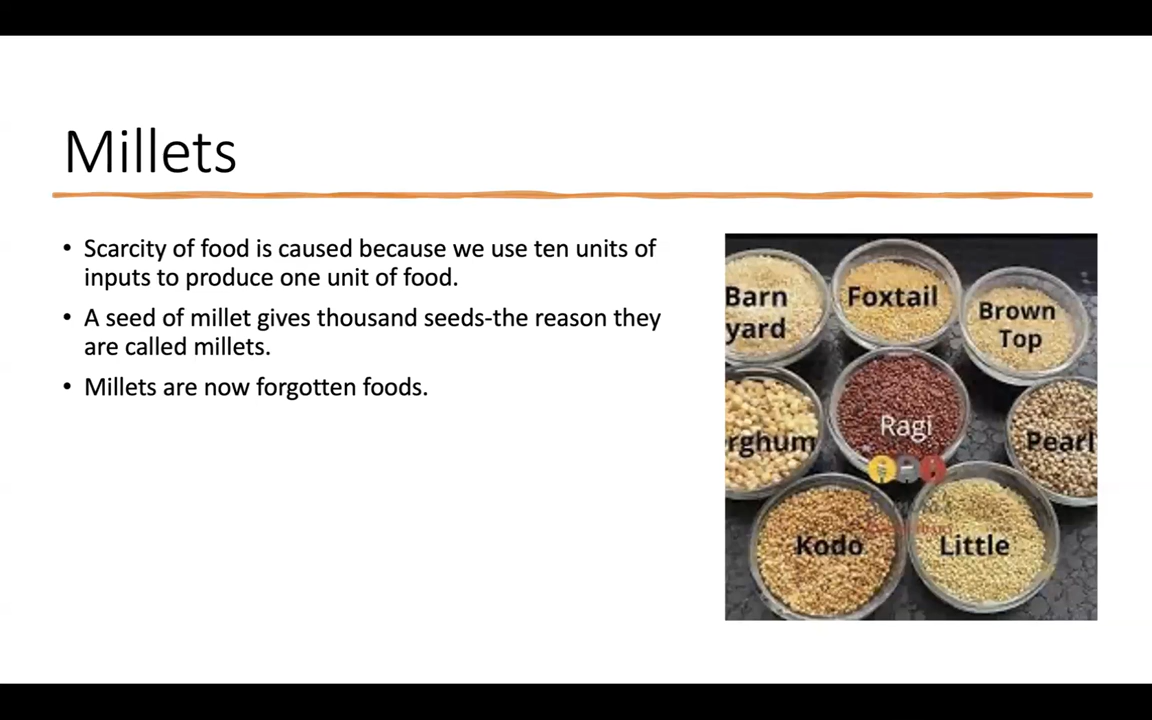 Millets
• Scarcity of food is caused because we use ten units of
inputs to produce one unit of food.
• A seed of millet gives thousand seeds-the reason they
are called millets.
• Millets are now forgotten foods.
Barn
yard
Foxtail
Brown
Top
rghum
Ragi
Pearl
Kodo
Little